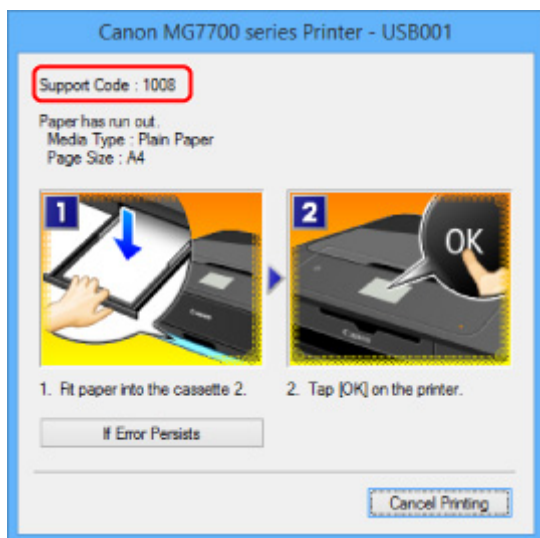 Canon MG7700 series Printer - USB001
Support Code : 1008
Paper has run out.
Media Type : Plain Paper
Page Size : A4
1
2
OK
Canon
Canon
1. Fit paper into the cassette 2.
2. Tap [OK] on the printer.
If Error Persists
Cancel Printing